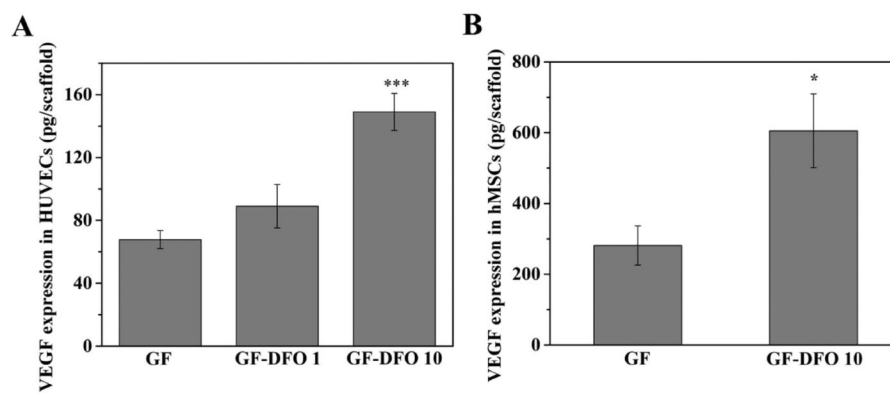 A
VEGF expression in HUVECs (pg/scaffold)
160
120
80
40
0
***
GF
GF-DFO 1
GF-DFO 10
B
VEGF expression in hMSCs (pg/scaffold)
800
600
400
200
0
*
GF
GF-DFO 10